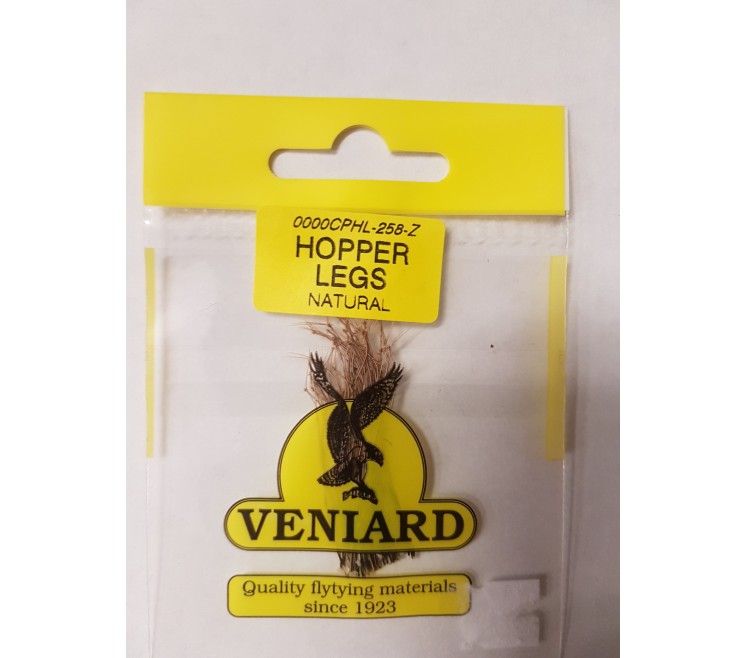 0000CPHL-258-Z
HOPPER
LEGS
NATURAL
VENIARD
Quality flytying materials
since 1923